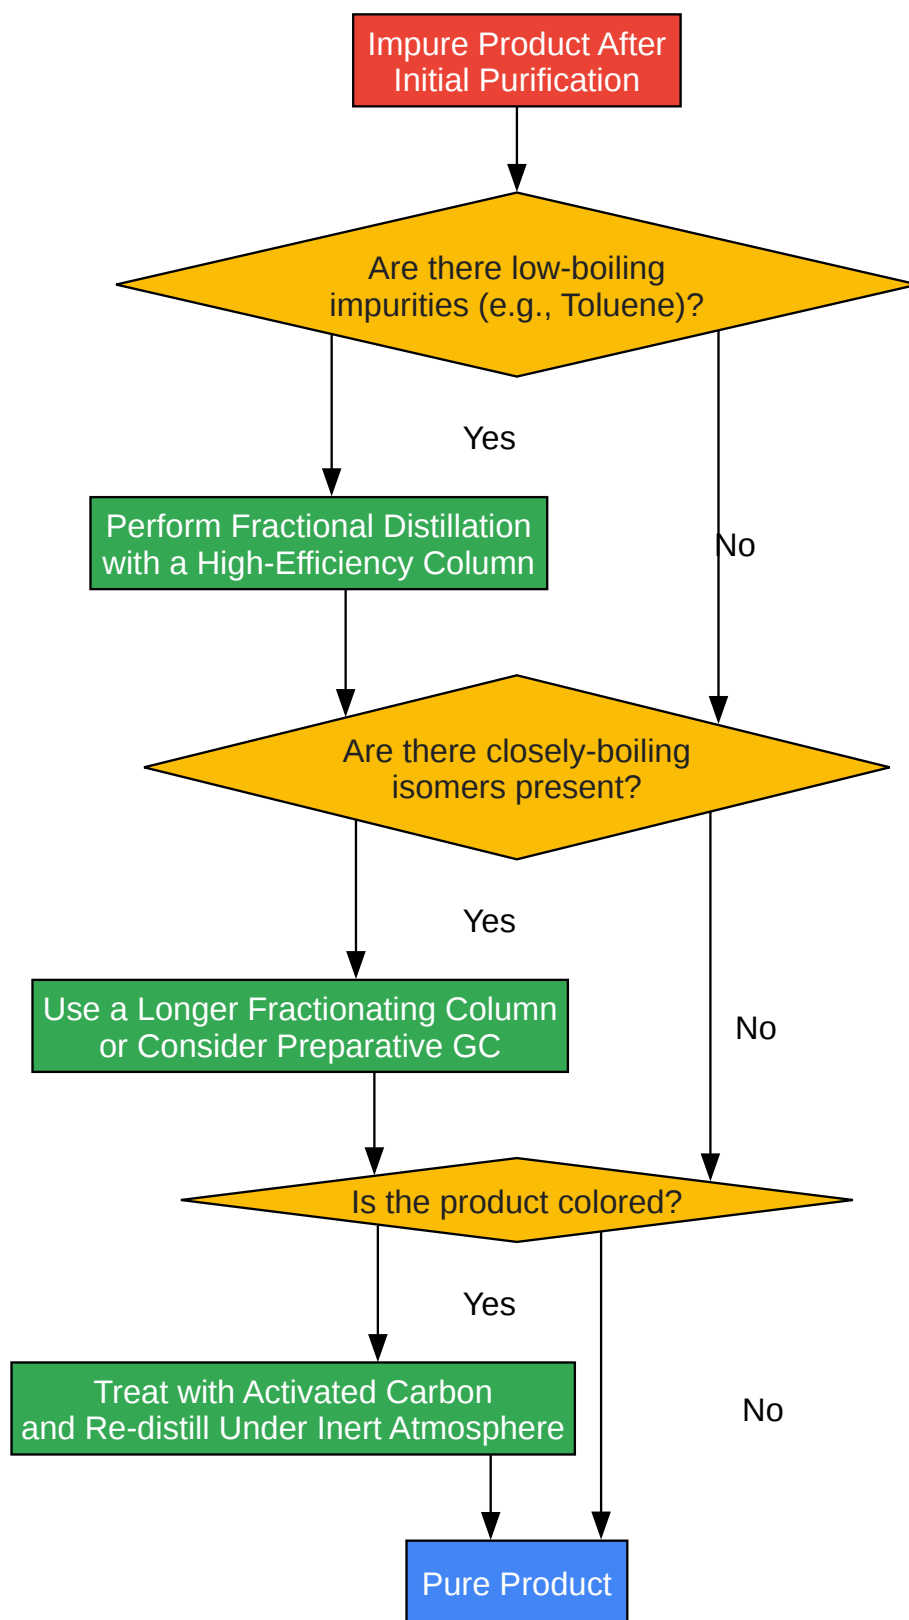 Impure Product After
Initial Purification
Are there low-boiling
impurities (e.g., Toluene)?
Yes
Perform Fractional Distillation
with a High-Efficiency Column
No
Are there closely-boiling
isomers present?
Yes
Use a Longer Fractionating Column
or Consider Preparative GC
No
Is the product colored?
Yes
Treat with Activated Carbon
and Re-distill Under Inert Atmosphere
No
Pure Product